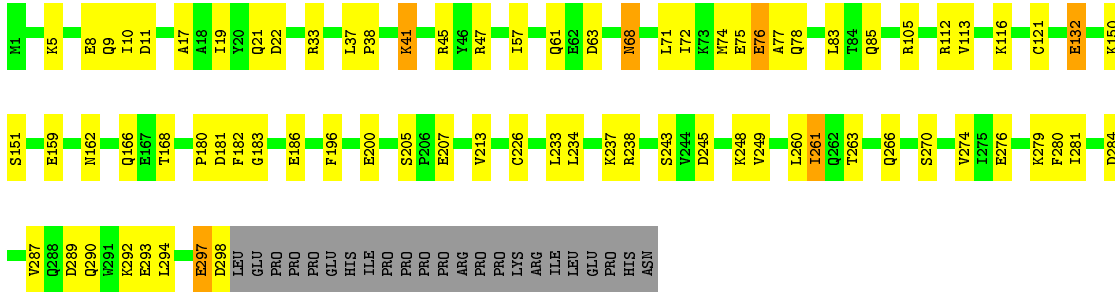 M1 K5 E8 Q9 I10 D11 A17 A18 I19 Y20 Q21 D22 R33 L37 P38 K41 R45 Y46 R47 I57 Q61 E62 D63 N68 L71 I72 K73 M74 E75 E76 A77 Q78 L83 T84 Q85 R105 R112 V113 K116 C121 E132 K150
S151 E159 N162 Q166 E167 T168 P180 D181 F182 G183 E186 F196 E200 S205 P206 E207 V213 C226 L233 L234 K237 R238 S243 V244 D245 K248 V249 L260 I261 Q262 T263 Q266 S270 V274 I275 E276 K279 F280 I281 D284
V287 Q288 D289 Q290 W291 K292 E293 L294 E297 D298 LEU GLU PRO PRO PRO GLU HIS ILE PRO PRO PRO PRO ARG PRO PRO LYS ARG ILE LEU GLU PRO HIS ASN